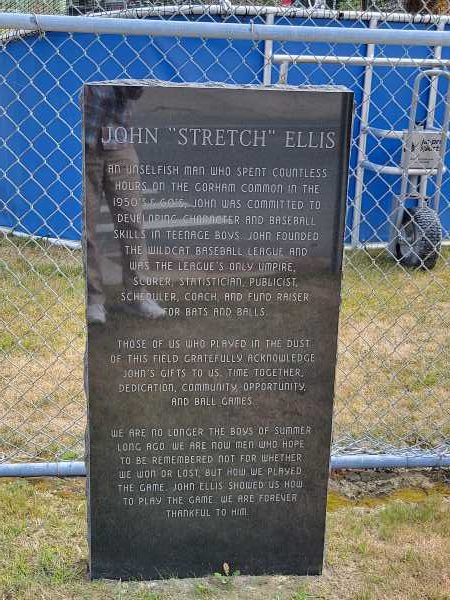 JOHN "STRETCH" ELLIS
AN UNSELFISH MAN WHO SPENT COUNTLESS
HOURS ON THE GORHAM COMMON IN THE
1950'S & 60'S, JOHN WAS COMMITTED TO
DEVELOPING CHARACTER AND BASEBALL
SKILLS IN TEENAGE BOYS. JOHN FOUNDED
THE WILDCAT BASEBALL LEAGUE AND
WAS THE LEAGUE'S ONLY UMPIRE,
SCORER, STATISTICIAN, PUBLICIST,
SCHEDULER, COACH, AND FUND RAISER
FOR BATS AND BALLS.
THOSE OF US WHO PLAYED IN THE DUST
OF THIS FIELD GRATEFULLY ACKNOWLEDGE
JOHN'S GIFTS TO US. TIME TOGETHER,
DEDICATION, COMMUNITY, OPPORTUNITY,
AND BALL GAMES.
WE ARE NO LONGER THE BOYS OF SUMMER
LONG AGO. WE ARE NOW MEN WHO HOPE
TO BE REMEMBERED NOT FOR WHETHER
WE WON OR LOST, BUT HOW WE PLAYED
THE GAME. JOHN ELLIS SHOWED US HOW
TO PLAY THE GAME. WE ARE FOREVER
THANKFUL TO HIM.